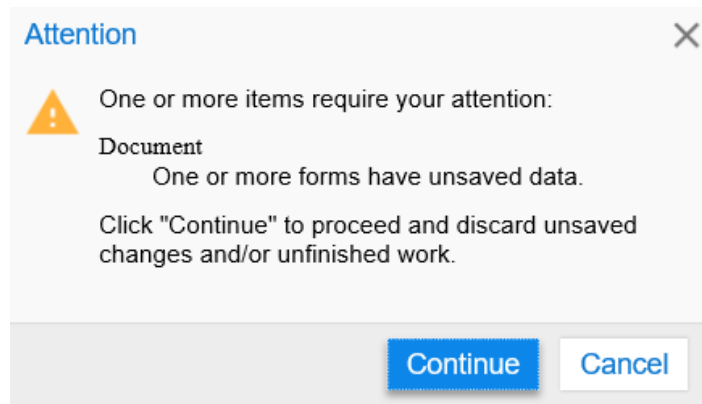 Attention
One or more items require your attention:
Document
One or more forms have unsaved data.
Click "Continue" to proceed and discard unsaved
changes and/or unfinished work.
Continue Cancel